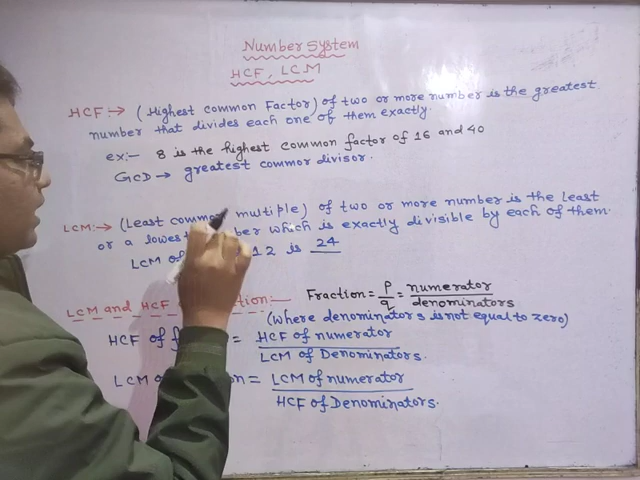 Number System
HCF, LCM
HCF:→ (Highest common Factor) of two or more number is the greatest
number that divides each one of them exactly.
ex:- 8 is the highest common factor of 16 and 40
GCD → greatest common divisor.
LCM:→ (Least common multiple) of two or more number is the Least
or a lowest ber which is exactly divisible by each of them.
LCM of 12 is 24
LCM and HCF ction:- Fraction = P/q = numerator/denominators
(where denominators is not equal to zero)
HCF of f = HCF of numerator/LCM of Denominators.
LCM o on = LCM of numerator/HCF of Denominators.